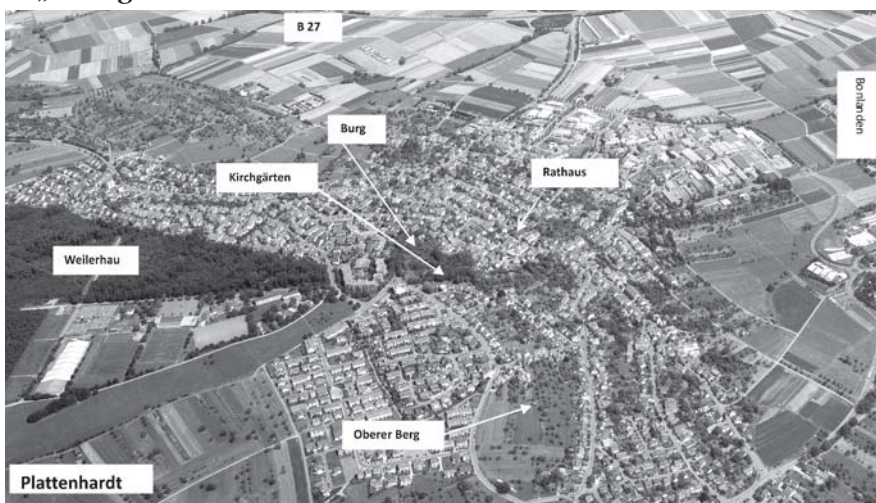 B 27
Bonlanden
Burg
Kirchgärten
Rathaus
Weilerhau
Oberer Berg
Plattenhardt